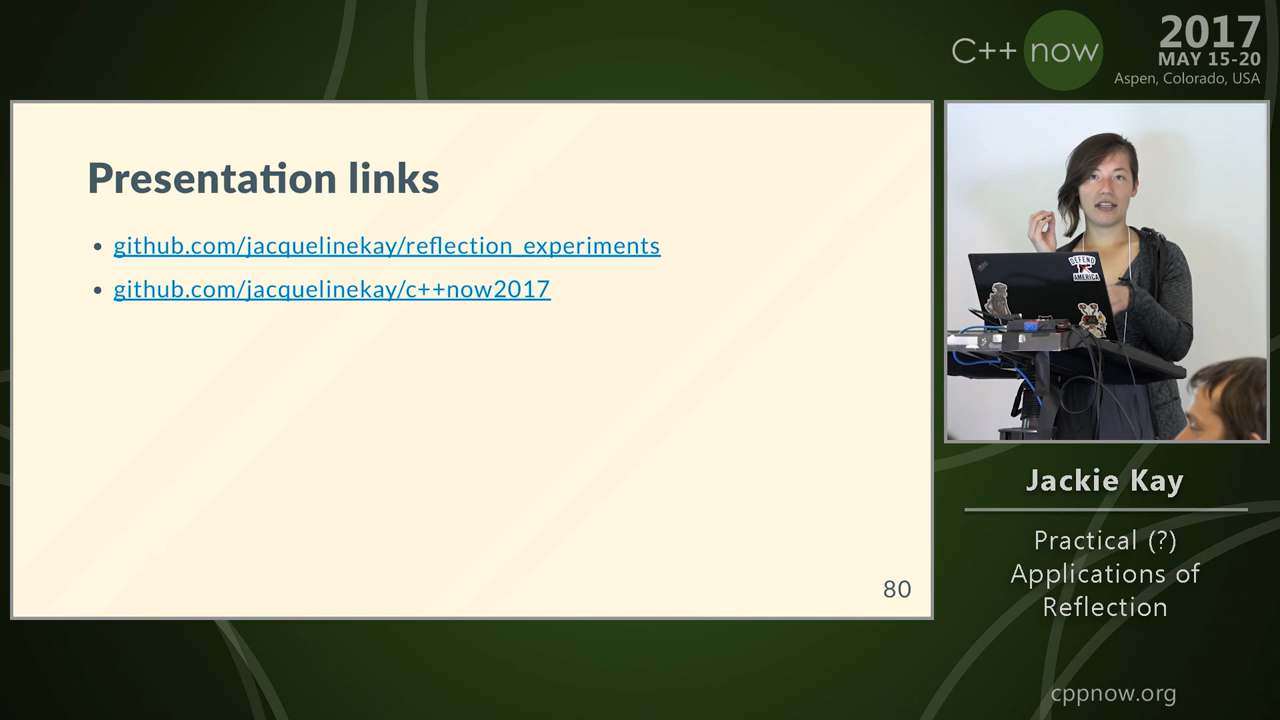 C++ now
2017
MAY 15-20
Aspen, Colorado, USA
Presentation links
• github.com/jacquelinekay/reflection_experiments
• github.com/jacquelinekay/c++now2017
80
DEFEND
AMERICA
Jackie Kay
Practical (?)
Applications of
Reflection
cppnow.org